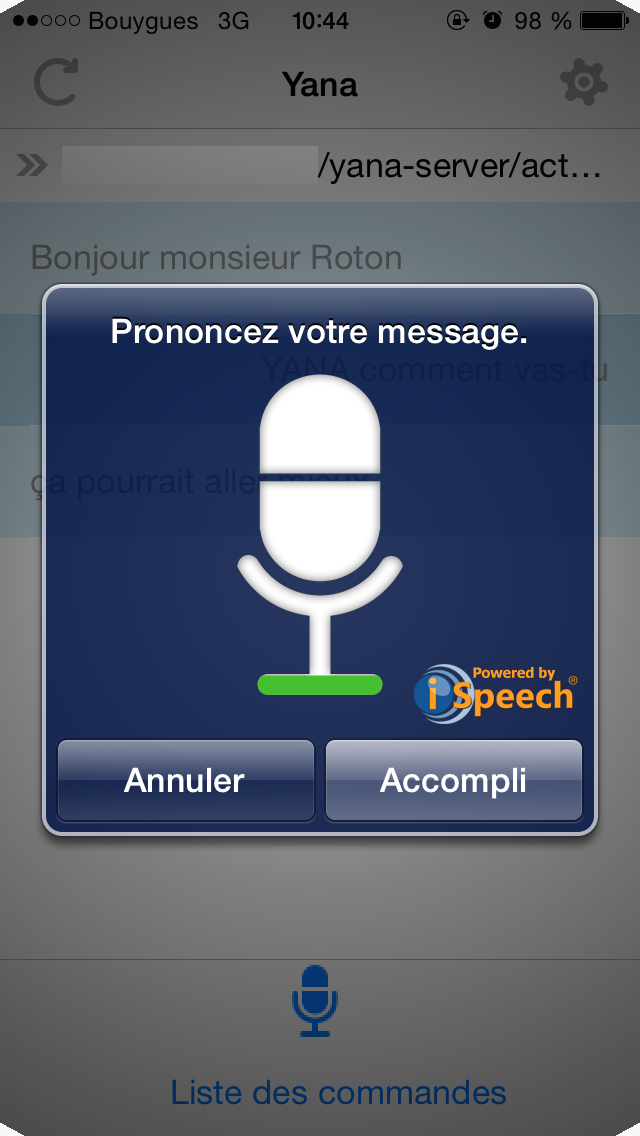 Bouygues 3G 10:44 98 %
Yana
/yana-server/act...
Bonjour monsieur Roton
Prononcez votre message.
YANA comment vas-tu
ça pourrait aller mieux
Powered by
iSpeech®
Annuler Accompli
Liste des commandes